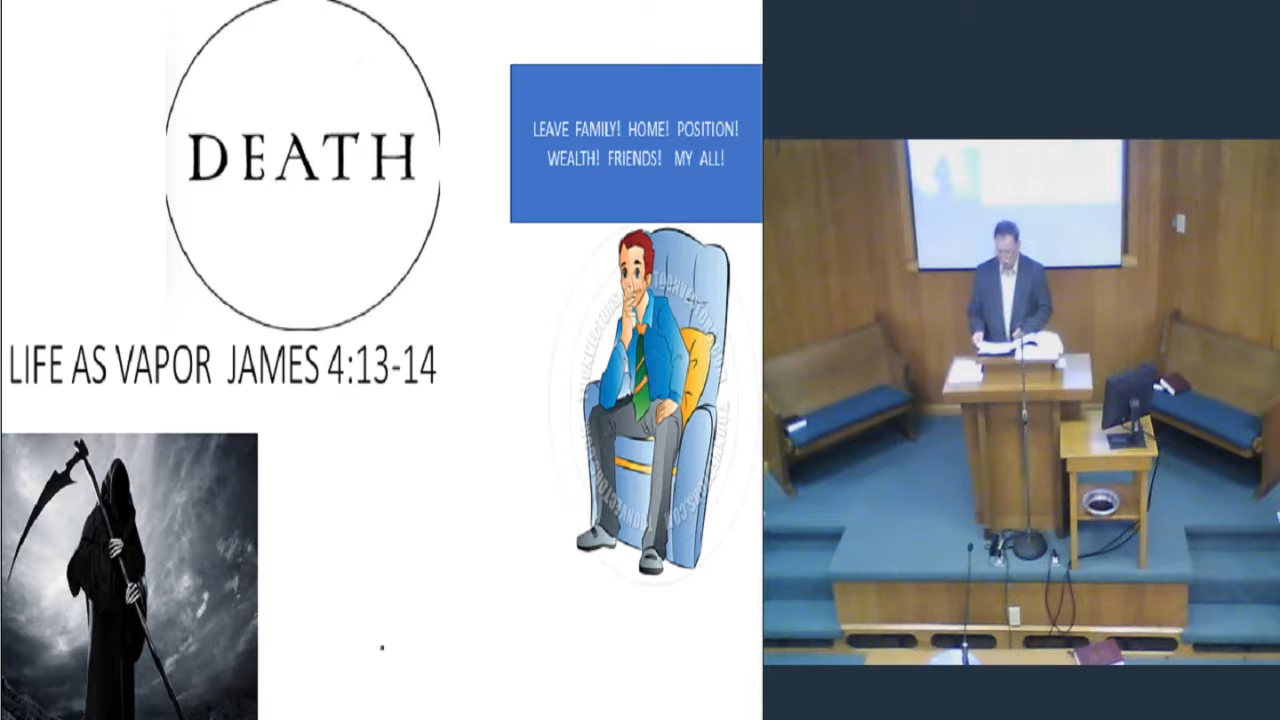 DEATH
LEAVE FAMILY! HOME! POSITION!
WEALTH! FRIENDS! MY ALL!
LIFE AS VAPOR JAMES 4:13-14